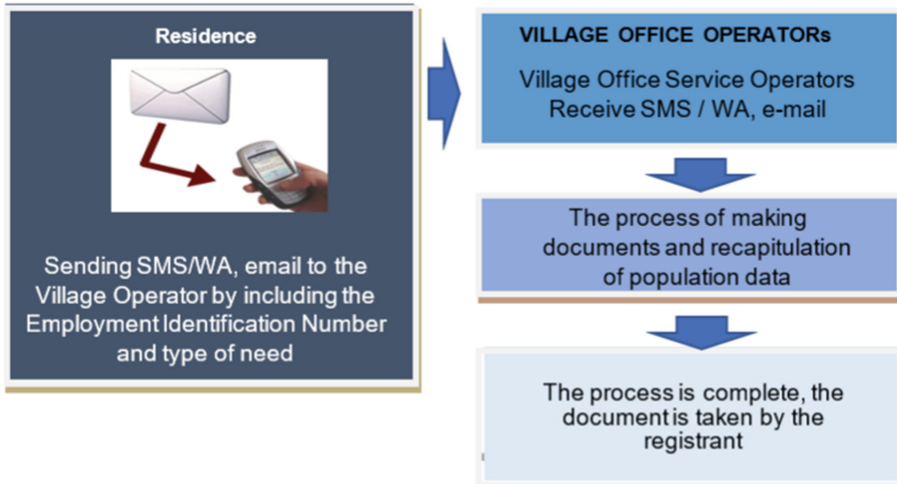 Residence
Sending SMS/WA, email to the
Village Operator by including the
Employment Identification Number
and type of need
VILLAGE OFFICE OPERATORs
Village Office Service Operators
Receive SMS / WA, e-mail
The process of making
documents and recapitulation
of population data
The process is complete, the
document is taken by the
registrant